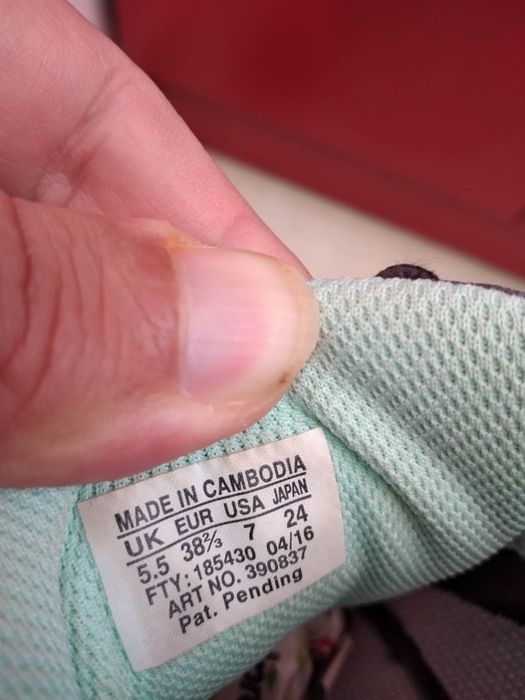 MADE IN CAMBODIA
UK EUR USA JAPAN
5.5 38⅔ 7 24
FTY: 185430 04/16
ART NO. 390837
Pat. Pending